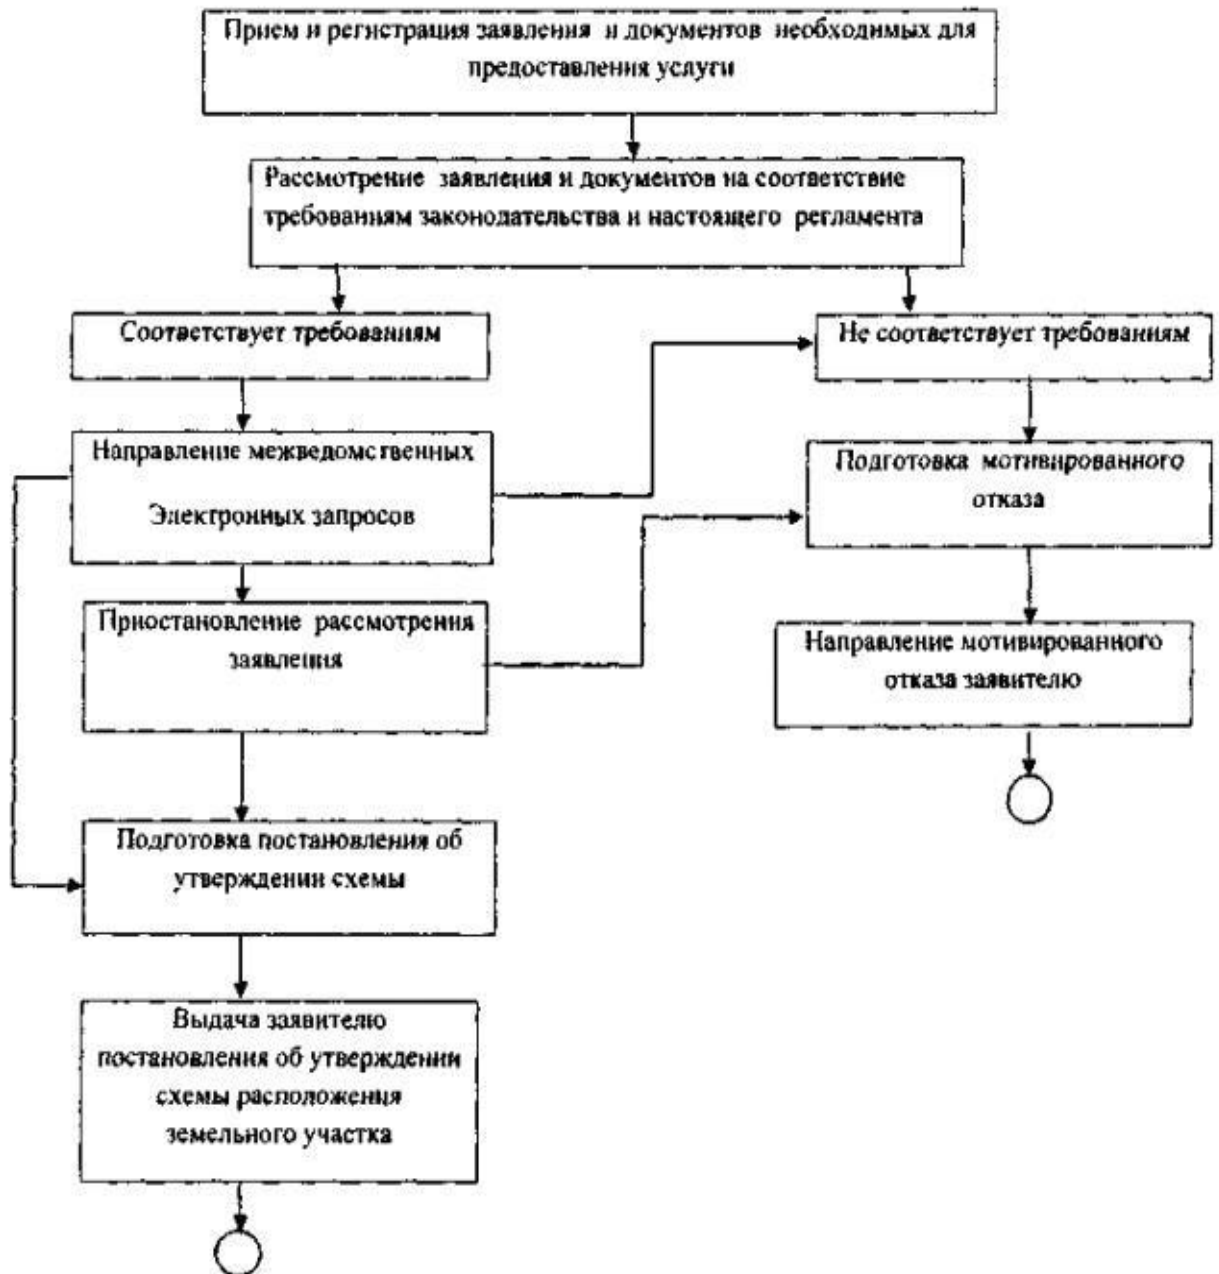 Прием и регистрация заявления и документов необходимых для
предоставления услуги
Рассмотрение заявления и документов на соответствие
требованиям законодательства и настоящего регламента
Соответствует требованиям
Не соответствует требованиям
Направление межведомственных
Электронных запросов
Подготовка мотивированного
отказа
Приостановление рассмотрения
заявления
Направление мотивированного
отказа заявителю
Подготовка постановления об
утверждении схемы
Выдача заявителю
постановления об утверждении
схемы расположения
земельного участка